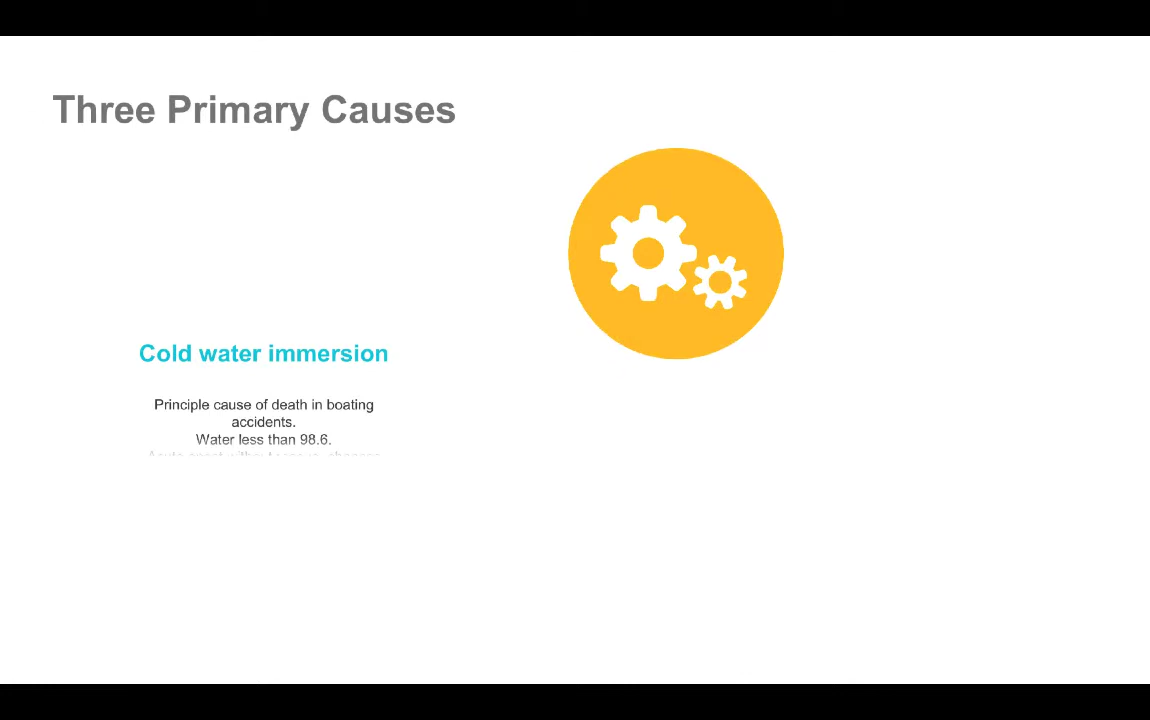 Three Primary Causes
Cold water immersion
Principle cause of death in boating
accidents.
Water less than 98.6.